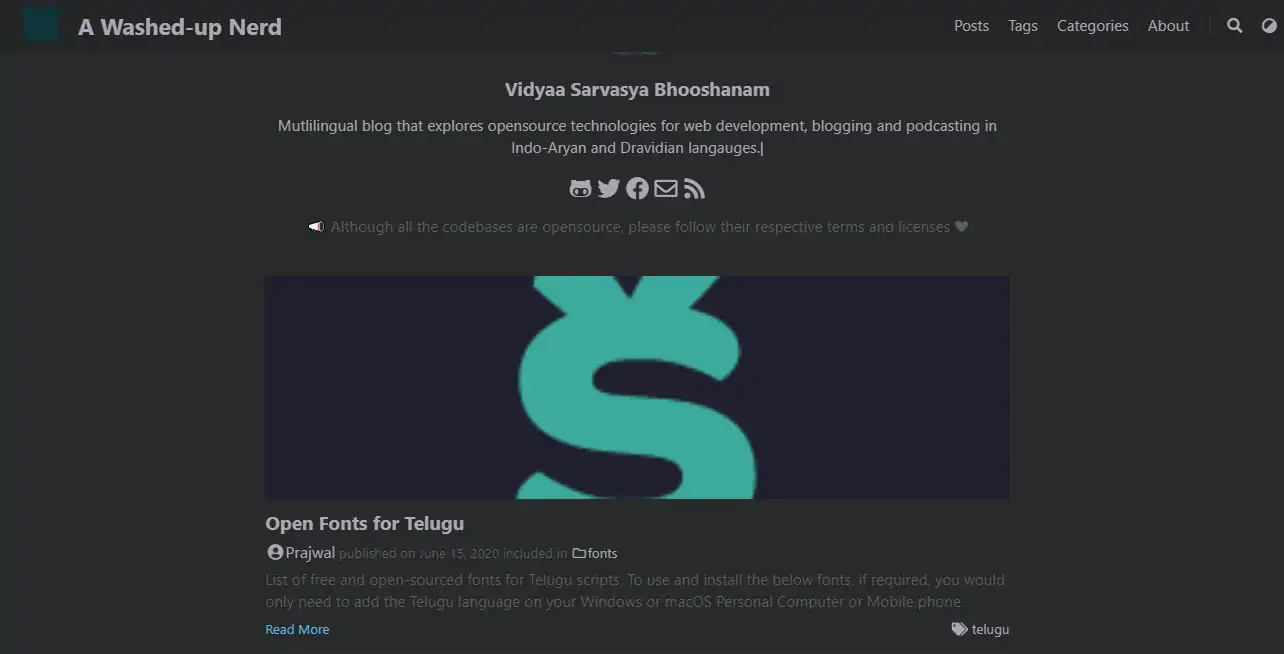 A Washed-up Nerd
Posts Tags Categories About
Vidyaa Sarvasya Bhooshanam
Mutlilingual blog that explores opensource technologies for web development, blogging and podcasting in
Indo-Aryan and Dravidian langauges.|
Although all the codebases are opensource, please follow their respective terms and licenses
Open Fonts for Telugu
Prajwal published on June 15, 2020 included in fonts
List of free and open-sourced fonts for Telugu scripts. To use and install the below fonts, if required, you would
only need to add the Telugu language on your Windows or macOS Personal Computer or Mobile phone.
Read More
telugu